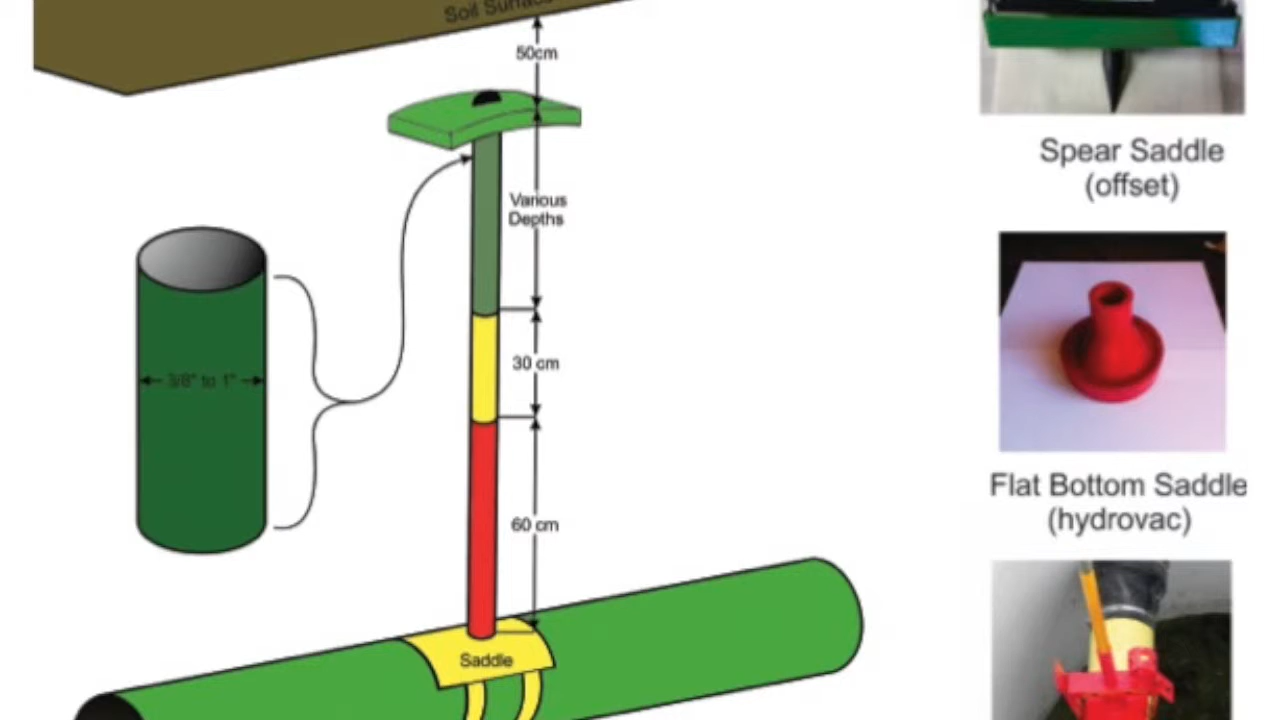 Soil Surface
50cm
Various
Depths
3/8" to 1"
30 cm
60 cm
Saddle
Spear Saddle
(offset)
Flat Bottom Saddle
(hydrovac)